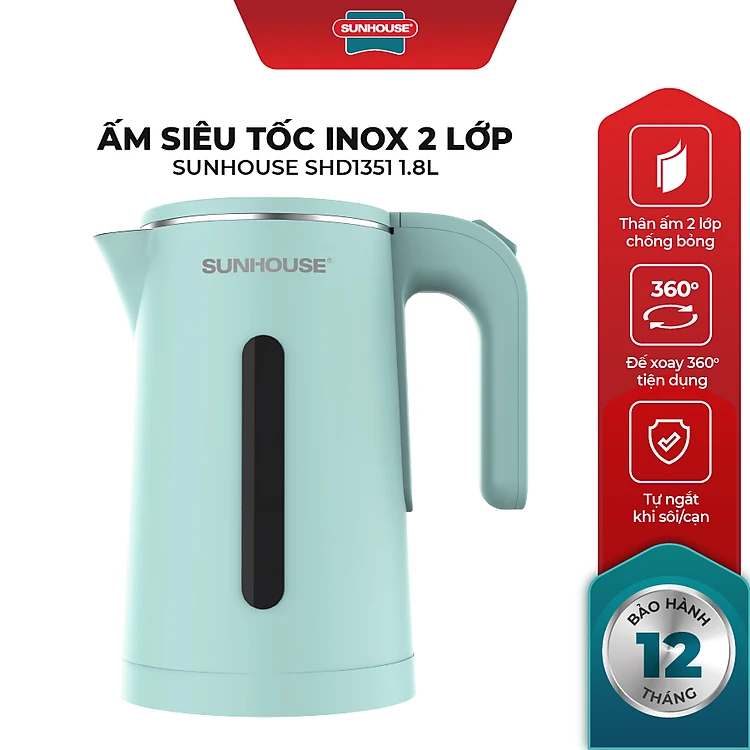 SUNHOUSE®
ẤM SIÊU TỐC INOX 2 LỚP
SUNHOUSE SHD1351 1.8L
SUNHOUSE®
Thân ấm 2 lớp
chống bỏng
360°
Đế xoay 360°
tiện dụng
Tự ngắt
khi sôi/cạn
BẢO HÀNH
12
THÁNG